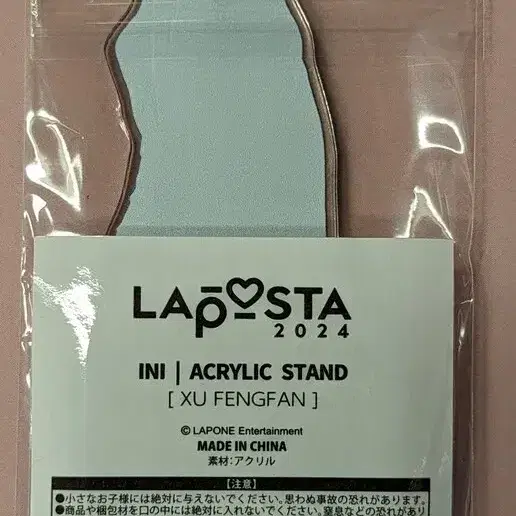 LAPOSTA
2024
INI | ACRYLIC STAND
[ XU FENGFAN ]
© LAPONE Entertainment
MADE IN CHINA
素材:アクリル
【注意】
●小さなお子様には絶対に与えないでください。思わぬ事故の恐れがあります。
●商品や梱包材を口の中には絶対に入れないでください。窒息などの恐れがあり